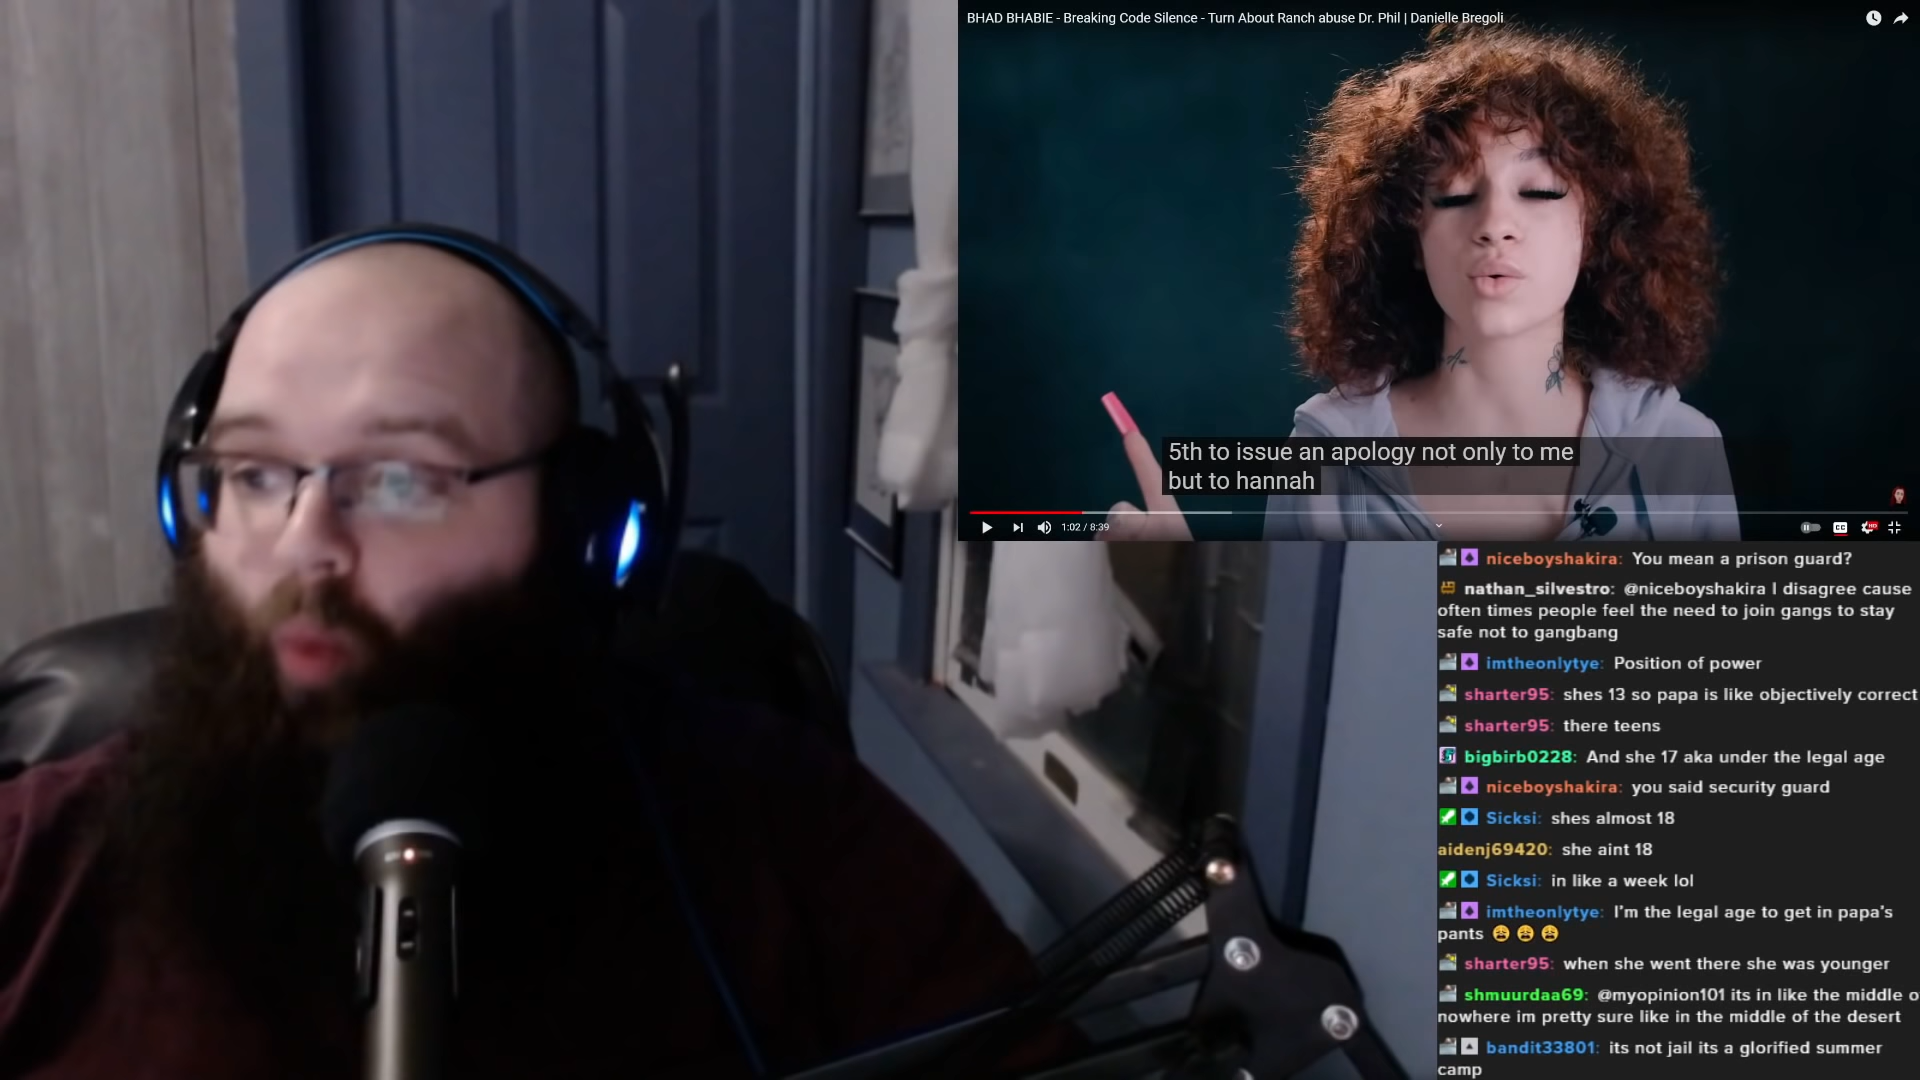 BHAD BHABIE - Breaking Code Silence - Turn About Ranch abuse Dr. Phil | Danielle Bregoli
5th to issue an apology not only to me
but to hannah
1:02 / 8:39
CC
HD
niceboyshakira: You mean a prison guard?
nathan_silvestro: @niceboyshakira I disagree cause
often times people feel the need to join gangs to stay
safe not to gangbang
imtheonlytye: Position of power
sharter95: shes 13 so papa is like objectively correct
sharter95: there teens
bigbirb0228: And she 17 aka under the legal age
niceboyshakira: you said security guard
Sicksi: shes almost 18
aidenj69420: she aint 18
Sicksi: in like a week lol
imtheonlytye: I'm the legal age to get in papa's
pants 😩 😩 😩
sharter95: when she went there she was younger
shmuurdaa69: @myopinion101 its in like the middle o
nowhere im pretty sure like in the middle of the desert
bandit33801: its not jail its a glorified summer
camp